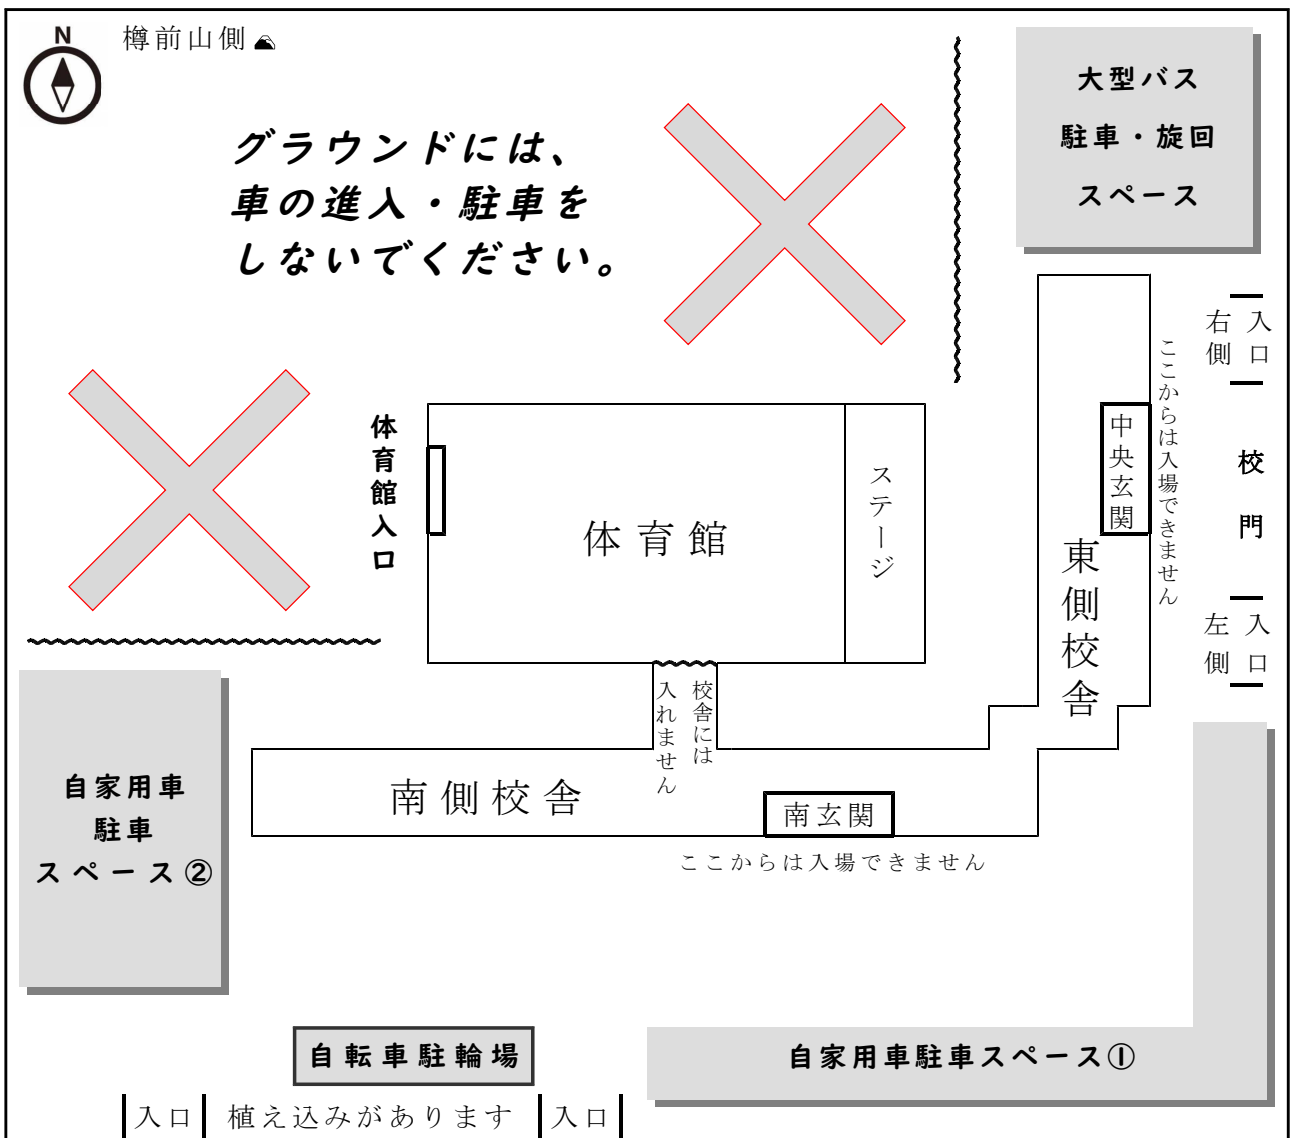 N
樽前山側
グラウンドには、
車の進入・駐車を
しないでください。
大型バス
駐車・旋回
スペース
入口
右側
校門
入口
左側
ここからは入場できません
中央玄関
東側校舎
体育館入口
体育館
ステージ
校舎には
入れません
南側校舎
南玄関
ここからは入場できません
自家用車
駐車
スペース②
自転車駐輪場
自家用車駐車スペース①
入口
植え込みがあります
入口